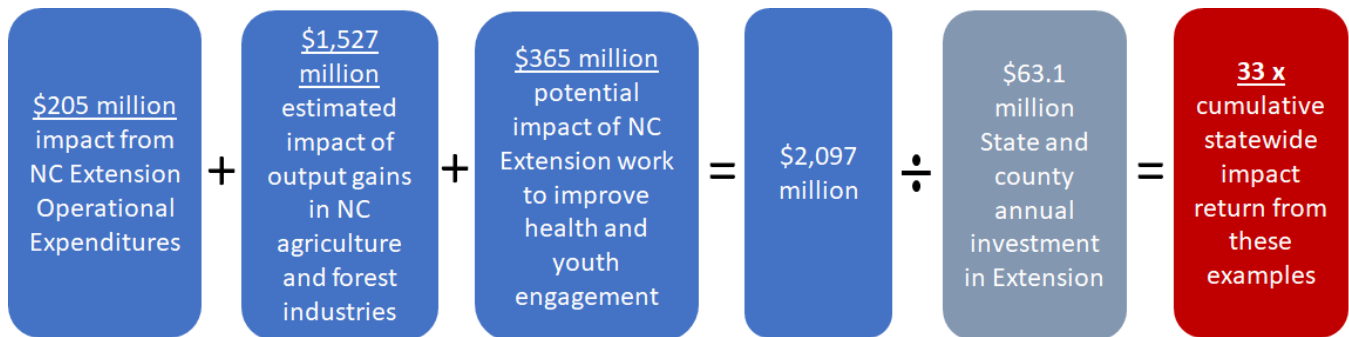 $205 million
impact from
NC Extension
Operational
Expenditures
+
$1,527
million
estimated
impact of
output gains
in NC
agriculture
and forest
industries
+
$365 million
potential
impact of NC
Extension work
to improve
health and
youth
engagement
=
$2,097
million
÷
$63.1
million
State and
county
annual
investment
in Extension
=
33 x
cumulative
statewide
impact
return from
these
examples